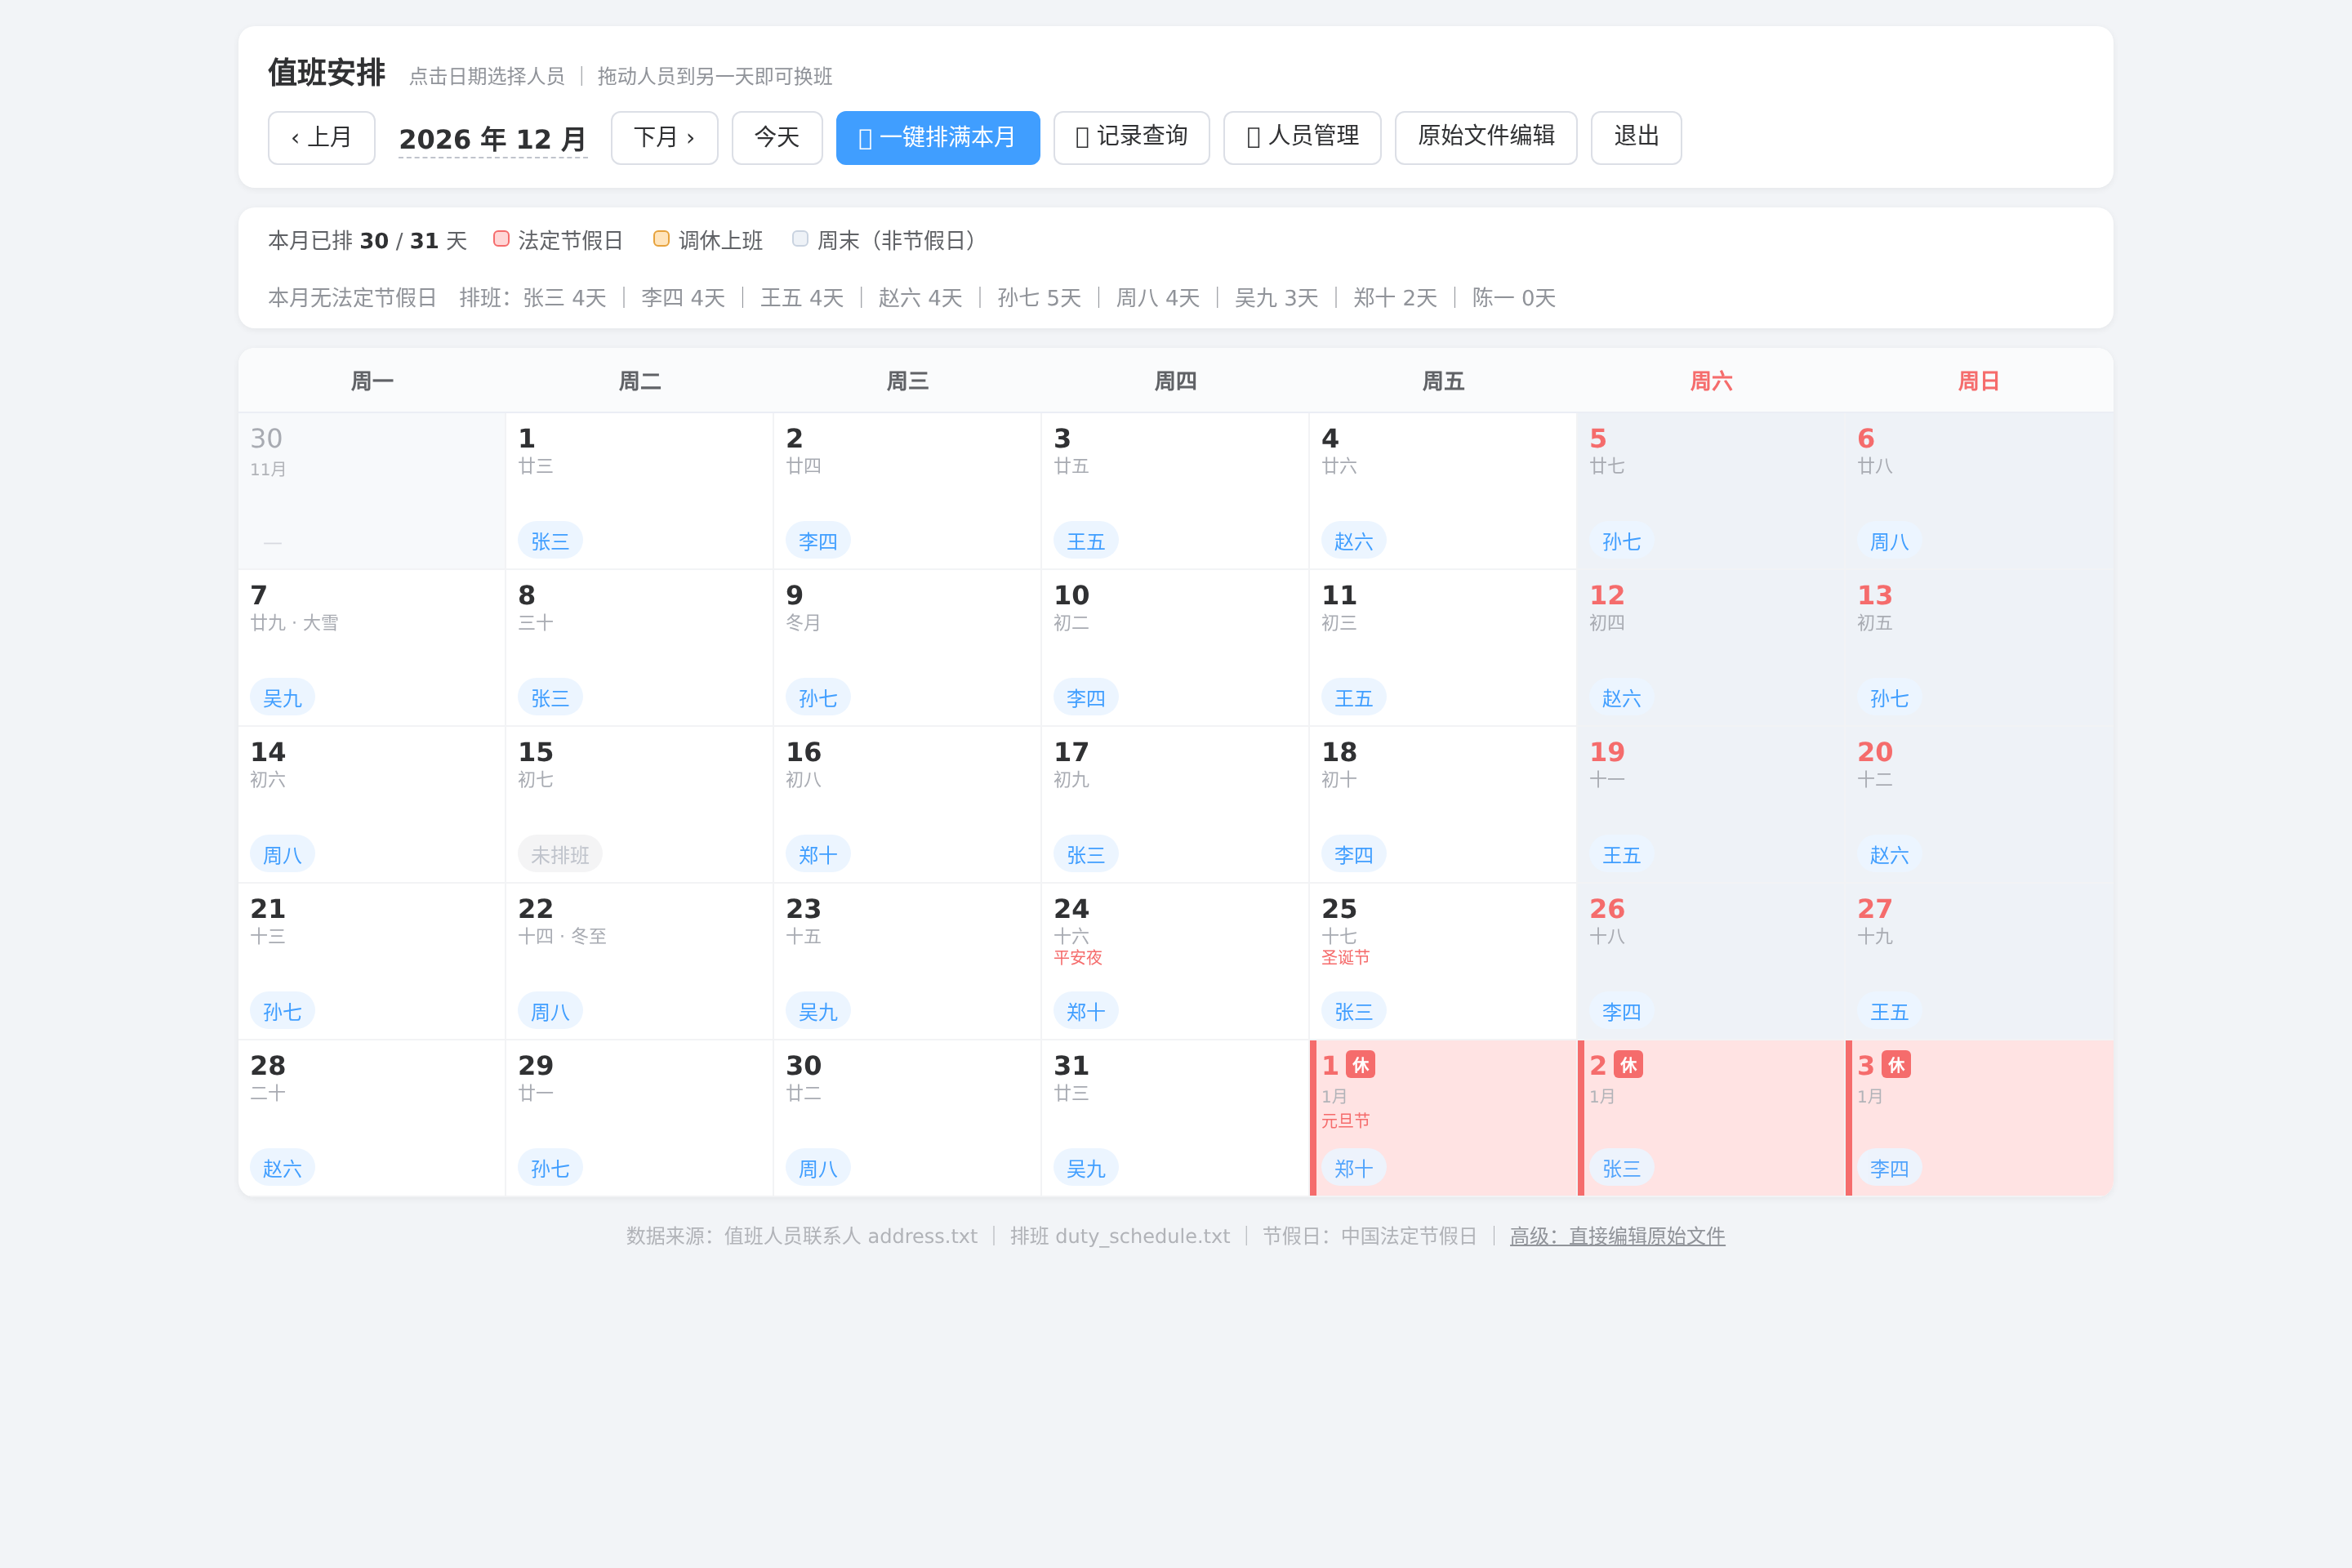 值班安排 点击日期选择人员 | 拖动人员到另一天即可换班
‹ 上月 2026 年 12 月 下月 › 今天 一键排满本月 记录查询 人员管理 原始文件编辑 退出
本月已排 30 / 31 天 法定节假日 调休上班 周末（非节假日）
本月无法定节假日 排班：张三 4天 | 李四 4天 | 王五 4天 | 赵六 4天 | 孙七 5天 | 周八 4天 | 吴九 3天 | 郑十 2天 | 陈一 0天
周一 周二 周三 周四 周五 周六 周日
30 1 2 3 4 5 6
11月 廿三 廿四 廿五 廿六 廿七 廿八
— 张三 李四 王五 赵六 孙七 周八
7 8 9 10 11 12 13
廿九 · 大雪 三十 冬月 初二 初三 初四 初五
吴九 张三 孙七 李四 王五 赵六 孙七
14 15 16 17 18 19 20
初六 初七 初八 初九 初十 十一 十二
周八 未排班 郑十 张三 李四 王五 赵六
21 22 23 24 25 26 27
十三 十四 · 冬至 十五 十六 十七 十八 十九
平安夜 圣诞节
孙七 周八 吴九 郑十 张三 李四 王五
28 29 30 31 1 休 2 休 3 休
二十 廿一 廿二 廿三 1月 1月 1月
元旦节
赵六 孙七 周八 吴九 郑十 张三 李四
数据来源：值班人员联系人 address.txt | 排班 duty_schedule.txt | 节假日：中国法定节假日 | 高级：直接编辑原始文件